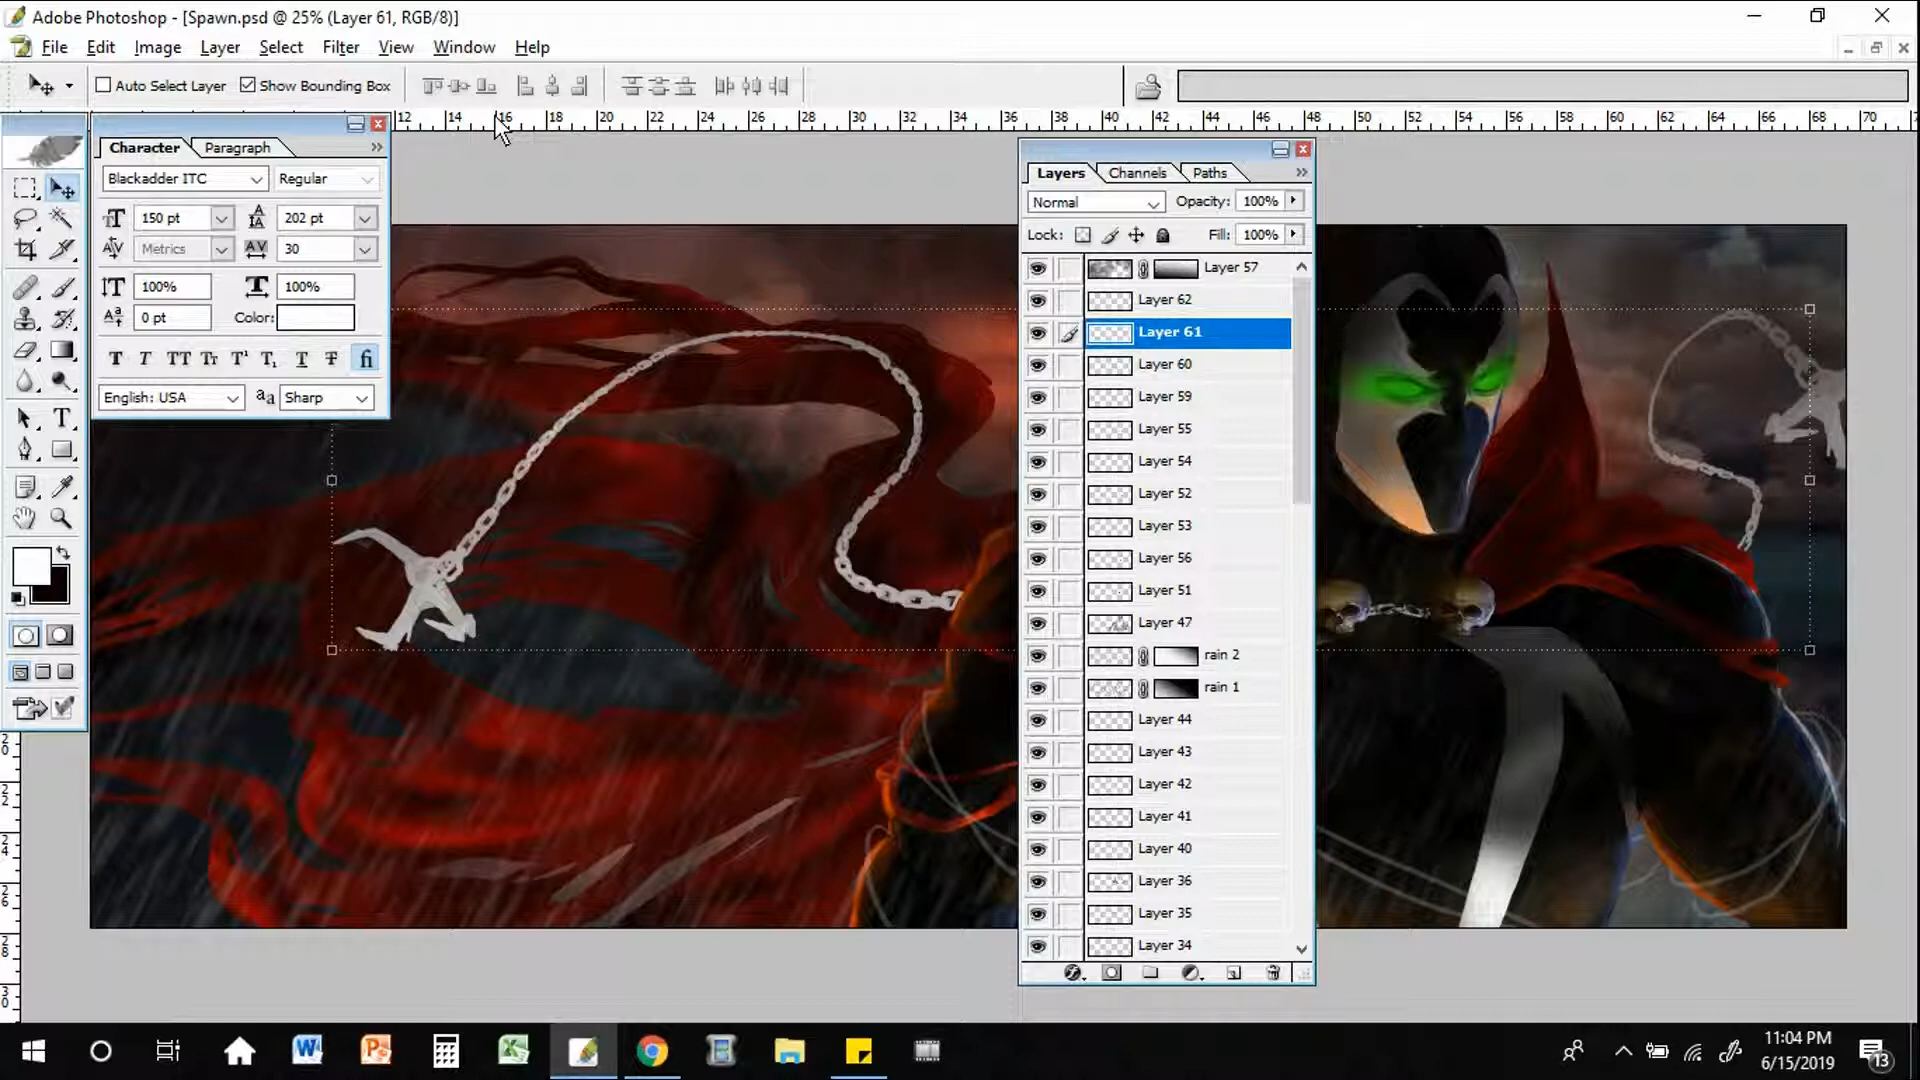 Adobe Photoshop - [Spawn.psd @ 25% (Layer 61, RGB/8)]
File Edit Image Layer Select Filter View Window Help
Auto Select Layer Show Bounding Box
12 14 16 18 20 22 24 26 28 30 32 34 36 38 40 42 44 46 48 50 52 54 56 58 60 62 64 66 68 70 72
Character Paragraph
Blackadder ITC Regular
150 pt 202 pt
Metrics 30
100% 100%
0 pt Color:
English: USA Sharp
Layers Channels Paths
Normal Opacity: 100%
Lock: Fill: 100%
Layer 57
Layer 62
Layer 61
Layer 60
Layer 59
Layer 55
Layer 54
Layer 52
Layer 53
Layer 56
Layer 51
Layer 47
rain 2
rain 1
Layer 44
Layer 43
Layer 42
Layer 41
Layer 40
Layer 36
Layer 35
Layer 34
20
22
24
26
28
30
11:04 PM
6/15/2019
13